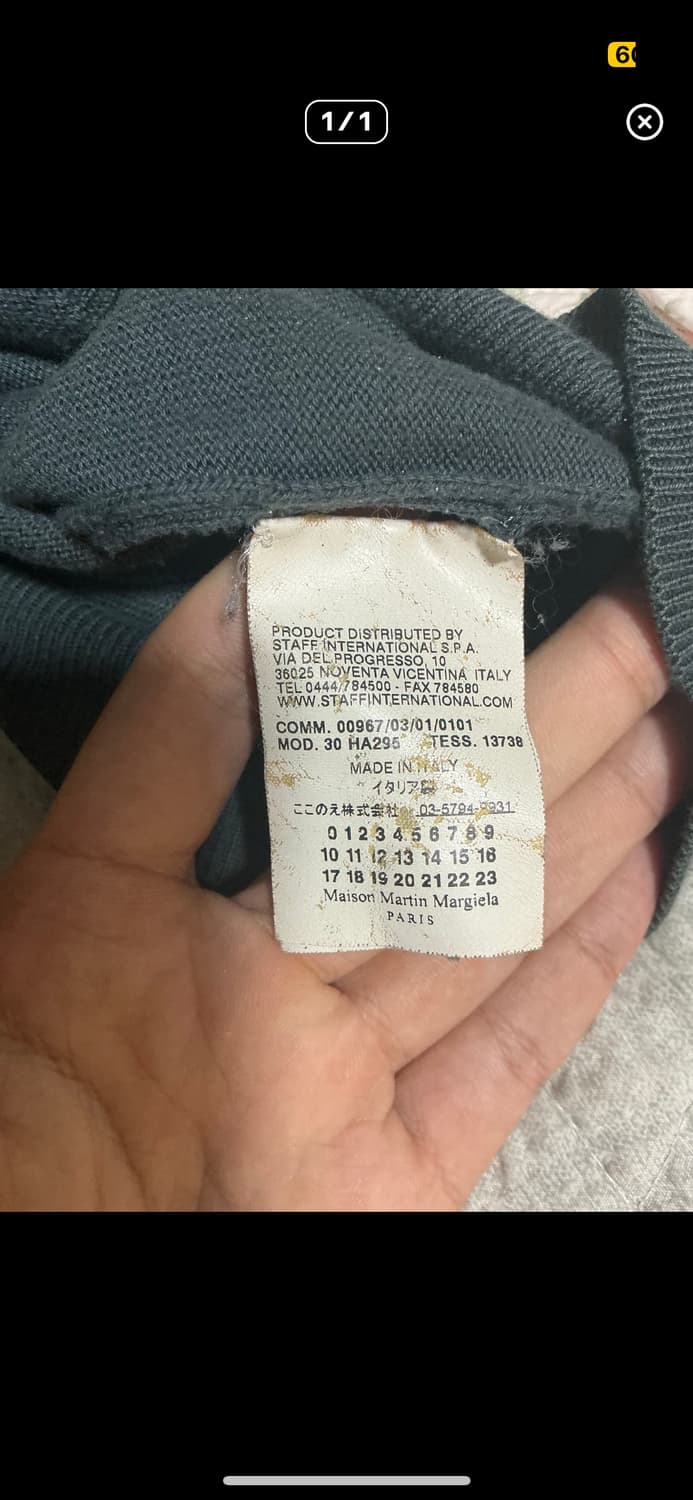 1/1
PRODUCT DISTRIBUTED BY
STAFF INTERNATIONAL S.P.A.
VIA DEL PROGRESSO, 10
36025 NOVENTA VICENTINA ITALY
TEL 0444/784500 - FAX 784580
WWW.STAFFINTERNATIONAL.COM
COMM. 00967/03/01/0101
MOD. 30 HA295 TESS. 13738
MADE IN ITALY
イタリア製
ここのえ株式会社 03-5794-9931
0 1 2 3 4 5 6 7 8 9
10 11 12 13 14 15 16
17 18 19 20 21 22 23
Maison Martin Margiela
PARIS